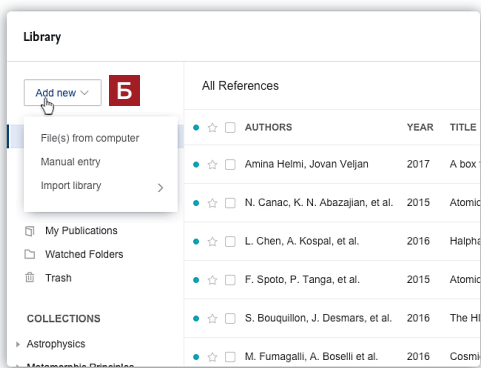 Library
Add new
Б
All References
File(s) from computer
Manual entry
Import library
AUTHORS YEAR TITLE
Amina Helmi, Jovan Veljan 2017 A box
N. Canac, K. N. Abazajian, et al. 2015 Atomic
L. Chen, A. Kospal, et al. 2016 Halpha
F. Spoto, P. Tanga, et al. 2015 Atomic
S. Bouquillon, J. Desmars, et al. 2016 The
M. Fumagalli, A. Boselli et al. 2016 Cosmi
My Publications
Watched Folders
Trash
COLLECTIONS
Astrophysics
Metamorphic Principles